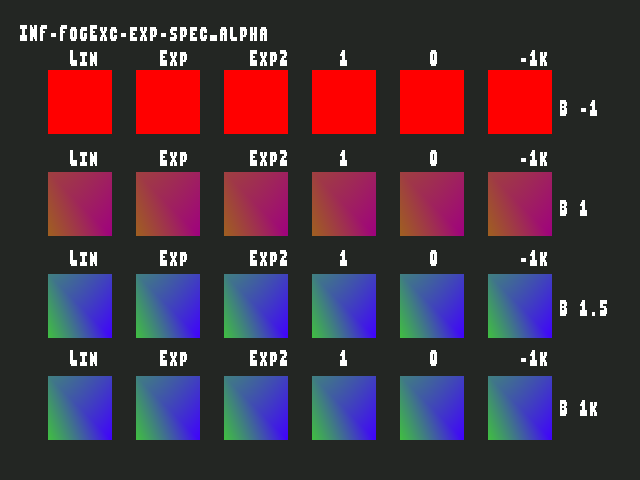 INF-FOGEXC-EXP-SPEC_ALPHA
LIN EXP EXP2 1 0 -1K
B -1
LIN EXP EXP2 1 0 -1K
B 1
LIN EXP EXP2 1 0 -1K
B 1.5
LIN EXP EXP2 1 0 -1K
B 1K